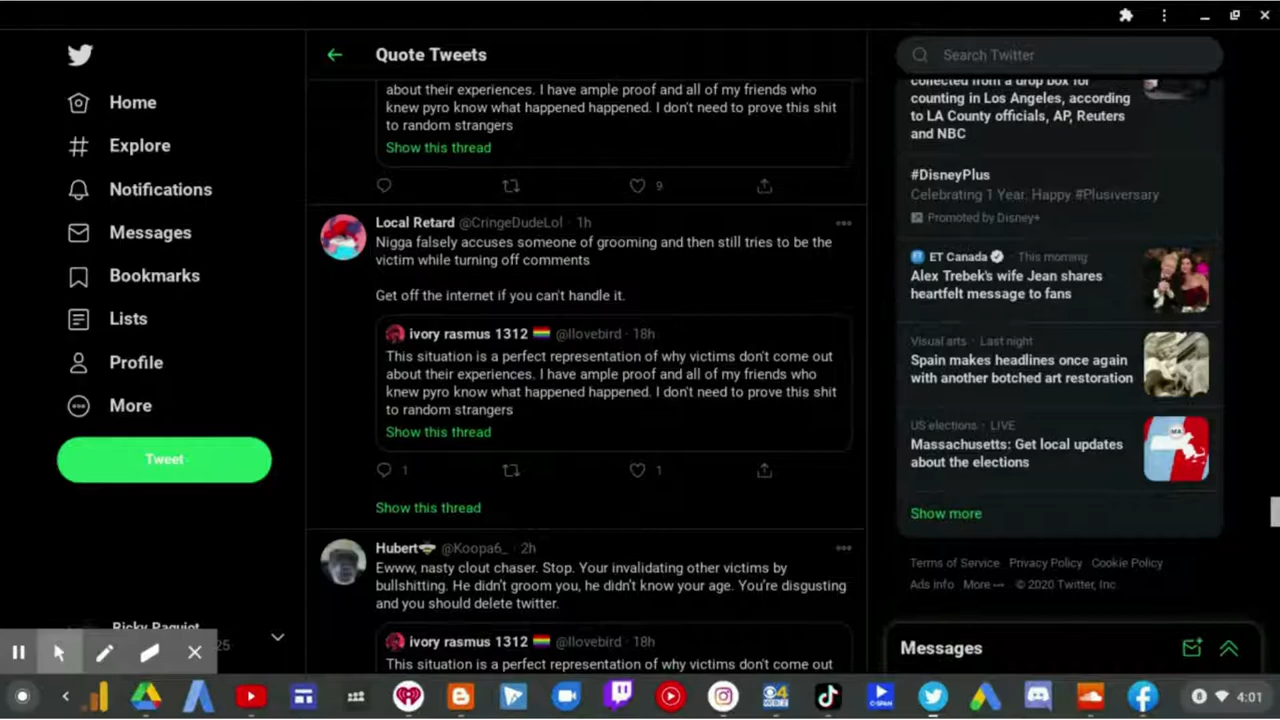 Home
Explore
Notifications
Messages
Bookmarks
Lists
Profile
More
Tweet
Ricky Paquiot
25
Quote Tweets
about their experiences. I have ample proof and all of my friends who
knew pyro know what happened happened. I don't need to prove this shit
to random strangers
Show this thread
9
Local Retard @CringeDudeLol · 1h
Nigga falsely accuses someone of grooming and then still tries to be the
victim while turning off comments
Get off the internet if you can't handle it.
ivory rasmus 1312 🏳️‍🌈 @llovebird · 18h
This situation is a perfect representation of why victims don't come out
about their experiences. I have ample proof and all of my friends who
knew pyro know what happened happened. I don't need to prove this shit
to random strangers
Show this thread
1
1
Show this thread
Hubert @Koopa6_ · 2h
Ewww, nasty clout chaser. Stop. Your invalidating other victims by
bullshitting. He didn't groom you, he didn't know your age. You're disgusting
and you should delete twitter.
ivory rasmus 1312 🏳️‍🌈 @llovebird · 18h
This situation is a perfect representation of why victims don't come out
Search Twitter
collected from a drop box for
counting in Los Angeles, according
to LA County officials, AP, Reuters
and NBC
#DisneyPlus
Celebrating 1 Year. Happy #Plusiversary
Promoted by Disney+
ET Canada · This morning
Alex Trebek's wife Jean shares
heartfelt message to fans
Visual arts · Last night
Spain makes headlines once again
with another botched art restoration
US elections · LIVE
Massachusetts: Get local updates
about the elections
Show more
Terms of Service Privacy Policy Cookie Policy
Ads info More ··· © 2020 Twitter, Inc.
Messages
C-SPAN
8
4:01